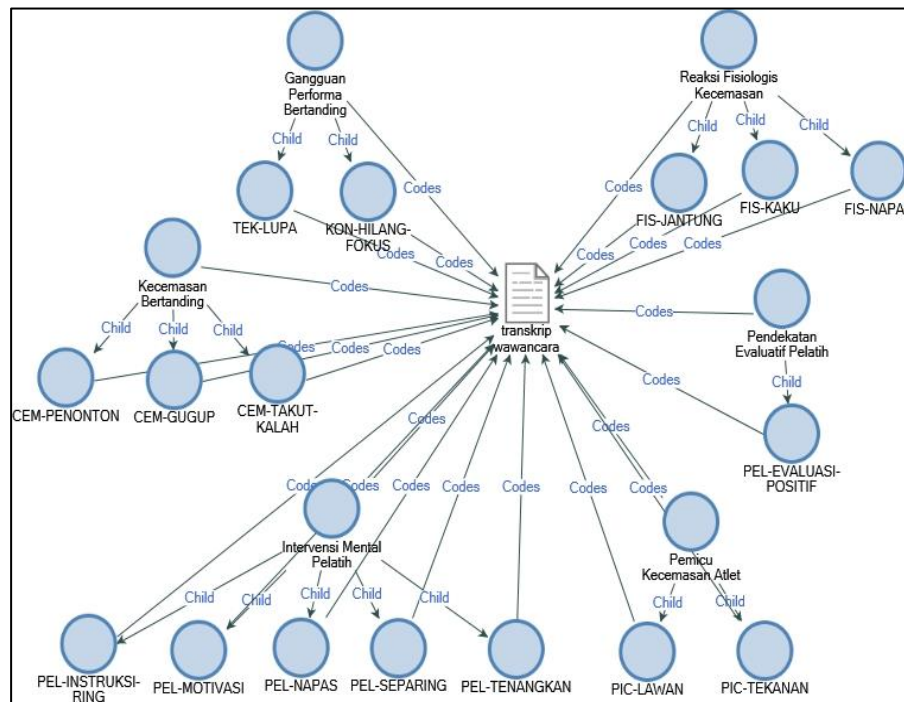 Gangguan
Performa
Bertanding
Reaksi Fisiologis
Kecemasan
Child
Child
Child
Child
Child
Codes
Codes
TEK-LUPA
KON-HILANG-
FOKUS
FIS-JANTUNG
FIS-KAKU
FIS-NAPA
Codes
Codes
Codes
Codes
Codes
Kecemasan
Bertanding
Codes
transkrip
wawancara
Child
Child
Child
Codes
Codes
Codes
Codes
Pendekatan
Evaluatif Pelatih
Child
CEM-PENONTON
CEM-GUGUP
CEM-TAKUT-
KALAH
Codes
PEL-EVALUASI-
POSITIF
Codes
Codes
Codes
Codes
Codes
Codes
Codes
Codes
Codes
Intervensi Mental
Pelatih
Pemicu
Kecemasan Atlet
Child
Child
Child
Child
Child
Child
Child
PEL-INSTRUKSI-
RING
PEL-MOTIVASI
PEL-NAPAS
PEL-SEPARING
PEL-TENANGKAN
PIC-LAWAN
PIC-TEKANAN